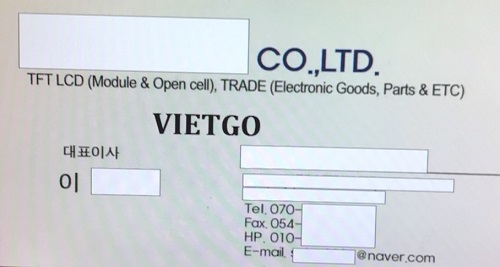 CO.,LTD.
TFT LCD (Module & Open cell), TRADE (Electronic Goods, Parts & ETC)
VIETGO
대표이사
이
Tel. 070-
Fax. 054-
HP. 010-
E-mail. : @naver.com